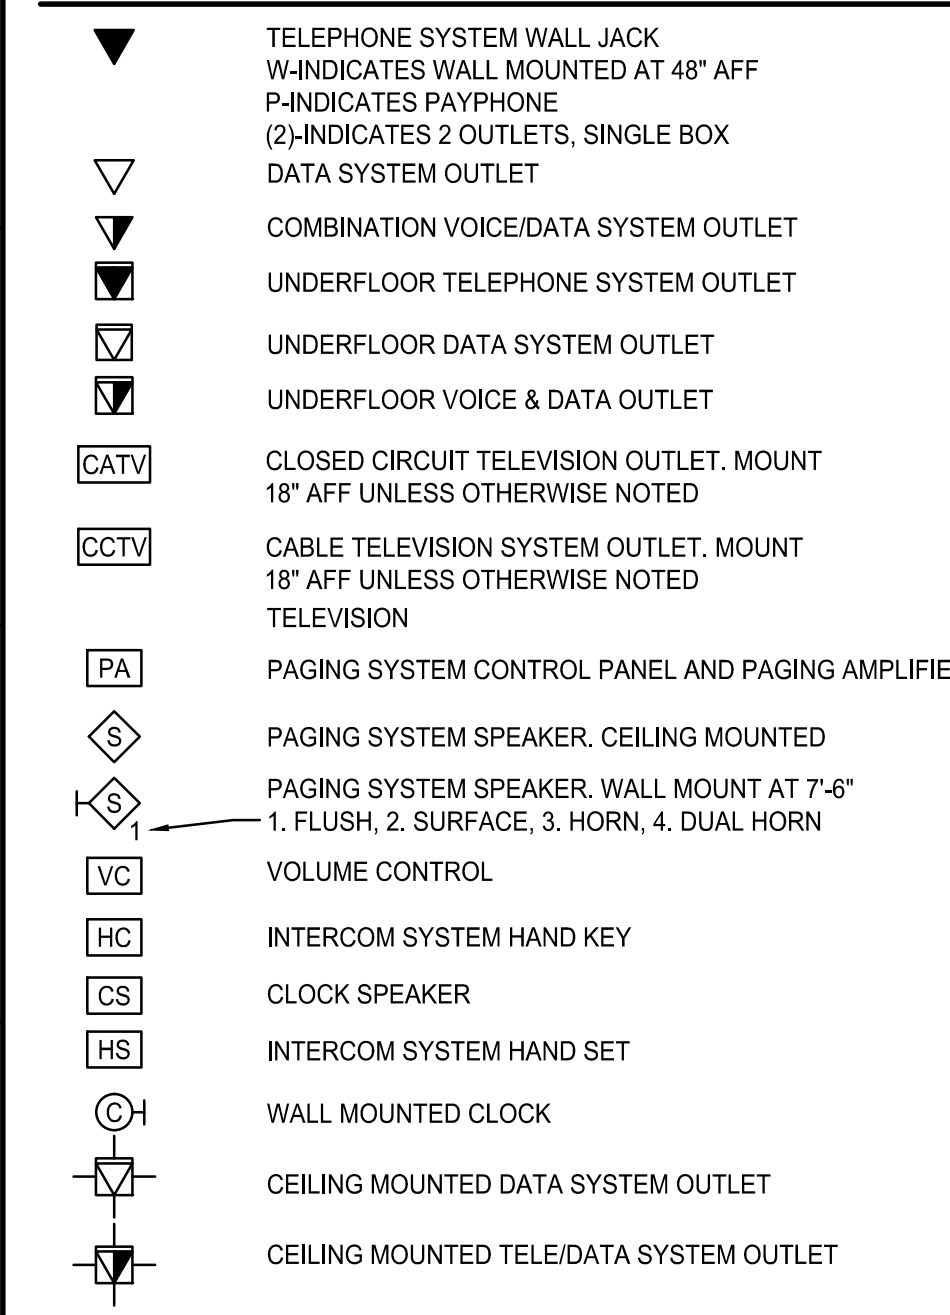 TELEPHONE SYSTEM WALL JACK
W-INDICATES WALL MOUNTED AT 48" AFF
P-INDICATES PAYPHONE
(2)-INDICATES 2 OUTLETS, SINGLE BOX
DATA SYSTEM OUTLET
COMBINATION VOICE/DATA SYSTEM OUTLET
UNDERFLOOR TELEPHONE SYSTEM OUTLET
UNDERFLOOR DATA SYSTEM OUTLET
UNDERFLOOR VOICE & DATA OUTLET
CATV CLOSED CIRCUIT TELEVISION OUTLET. MOUNT
18" AFF UNLESS OTHERWISE NOTED
CCTV CABLE TELEVISION SYSTEM OUTLET. MOUNT
18" AFF UNLESS OTHERWISE NOTED
TELEVISION
PA PAGING SYSTEM CONTROL PANEL AND PAGING AMPLIFIE
S PAGING SYSTEM SPEAKER. CEILING MOUNTED
S PAGING SYSTEM SPEAKER. WALL MOUNT AT 7'-6"
1 1. FLUSH, 2. SURFACE, 3. HORN, 4. DUAL HORN
VC VOLUME CONTROL
HC INTERCOM SYSTEM HAND KEY
CS CLOCK SPEAKER
HS INTERCOM SYSTEM HAND SET
C WALL MOUNTED CLOCK
CEILING MOUNTED DATA SYSTEM OUTLET
CEILING MOUNTED TELE/DATA SYSTEM OUTLET